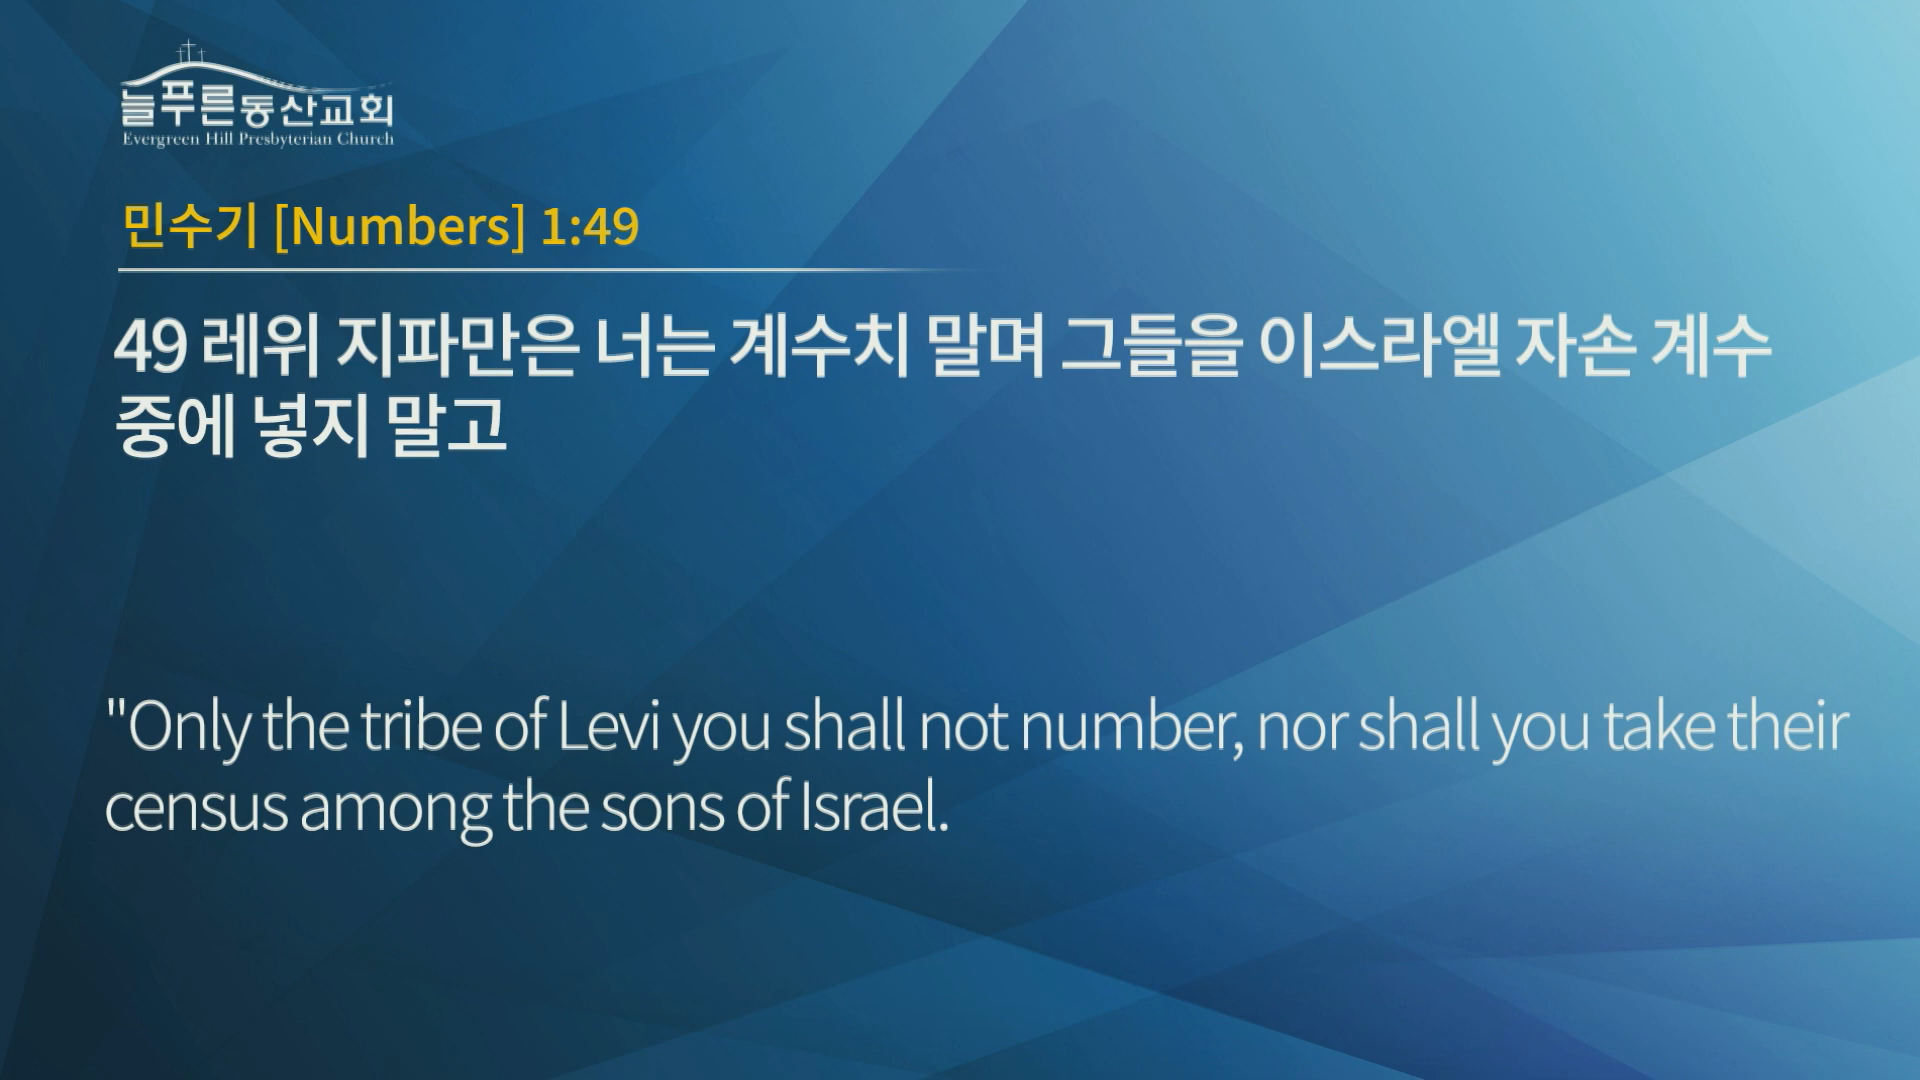 늘푸른동산교회
Evergreen Hill Presbyterian Church
민수기 [Numbers] 1:49
49 레위 지파만은 너는 계수치 말며 그들을 이스라엘 자손 계수
중에 넣지 말고
"Only the tribe of Levi you shall not number, nor shall you take their
census among the sons of Israel.